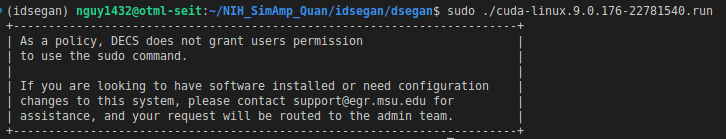 (idsegan) nguy1432@otml-seit:~/NIH_SimAmp_Quan/idsegan/dsegan$ sudo ./cuda-linux.9.0.176-22781540.run
+----------------------------------------------------------------+
| As a policy, DECS does not grant users permission |
| to use the sudo command. |
| |
| If you are looking to have software installed or need configuration |
| changes to this system, please contact support@egr.msu.edu for |
| assistance, and your request will be routed to the admin team. |
+----------------------------------------------------------------+